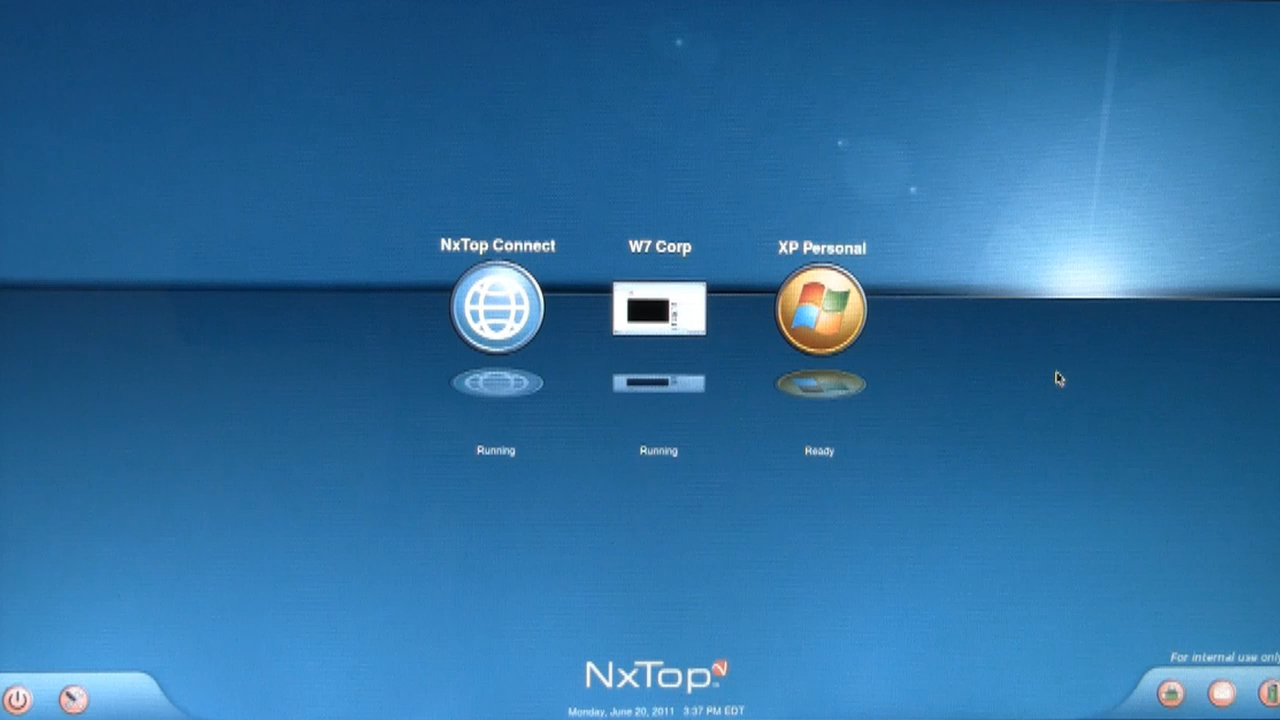 NxTop Connect
W7 Corp
XP Personal
Running
Running
Ready
For internal use only
NxTop
Monday, June 20, 2011 3:37 PM EDT